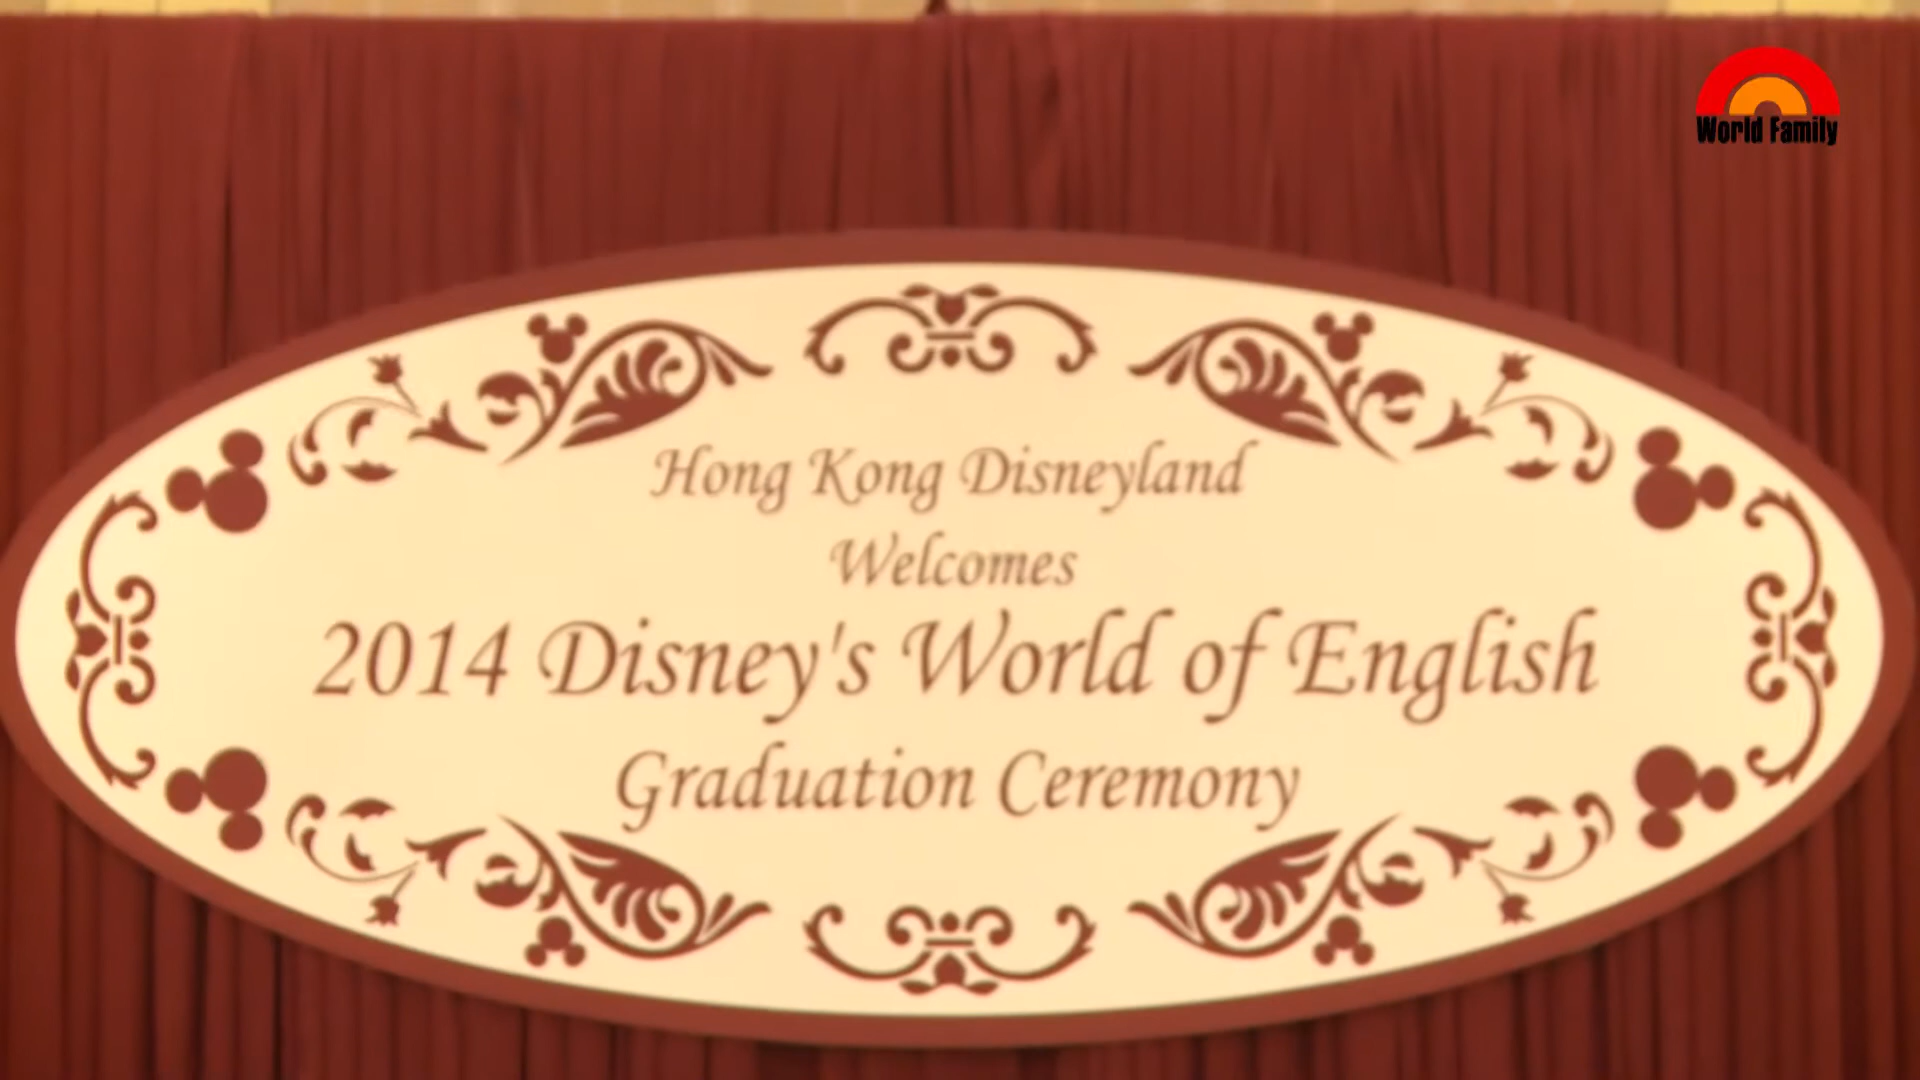 World Family
Hong Kong Disneyland
Welcomes
2014 Disney's World of English
Graduation Ceremony